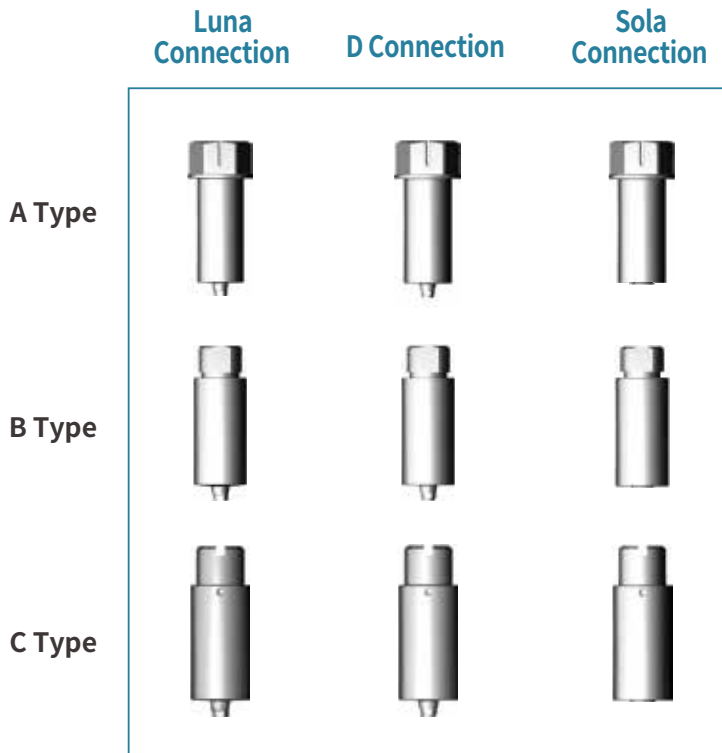 Luna
Connection
D Connection
Sola
Connection
A Type
B Type
C Type